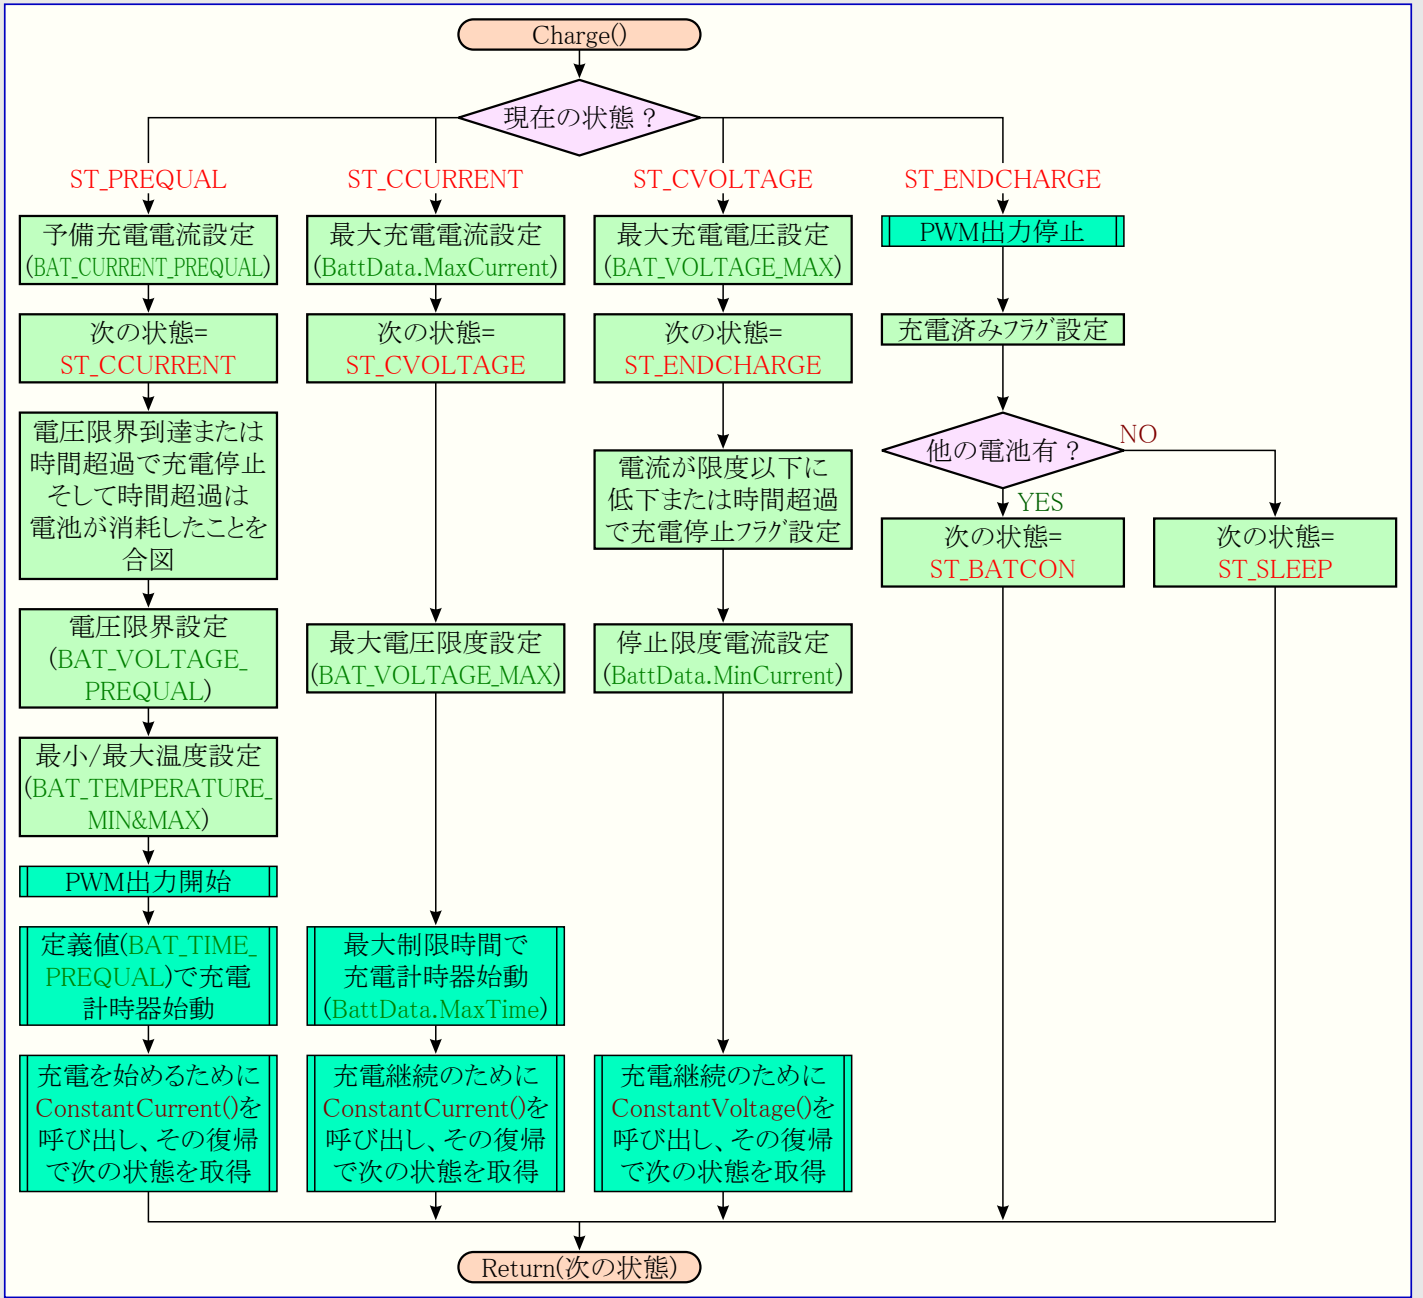 Charge()
現在の状態？
ST_PREQUAL
予備充電電流設定
(BAT_CURRENT_PREQUAL)
次の状態=
ST_CCURRENT
電圧限界到達または
時間超過で充電停止
そして時間超過は
電池が消耗したことを
合図
電圧限界設定
(BAT_VOLTAGE_
PREQUAL)
最小/最大温度設定
(BAT_TEMPERATURE_
MIN&MAX)
PWM出力開始
定義値(BAT_TIME_
PREQUAL)で充電
計時器始動
充電を始めるために
ConstantCurrent()を
呼び出し、その復帰
で次の状態を取得
ST_CCURRENT
最大充電電流設定
(BattData.MaxCurrent)
次の状態=
ST_CVOLTAGE
最大電圧限度設定
(BAT_VOLTAGE_MAX)
最大制限時間で
充電計時器始動
(BattData.MaxTime)
充電継続のために
ConstantCurrent()を
呼び出し、その復帰
で次の状態を取得
ST_CVOLTAGE
最大充電電圧設定
(BAT_VOLTAGE_MAX)
次の状態=
ST_ENDCHARGE
電流が限度以下に
低下または時間超過
で充電停止フラグ設定
停止限度電流設定
(BattData.MinCurrent)
充電継続のために
ConstantVoltage()を
呼び出し、その復帰
で次の状態を取得
ST_ENDCHARGE
PWM出力停止
充電済みフラグ設定
他の電池有？
NO
YES
次の状態=
ST_BATCON
次の状態=
ST_SLEEP
Return(次の状態)